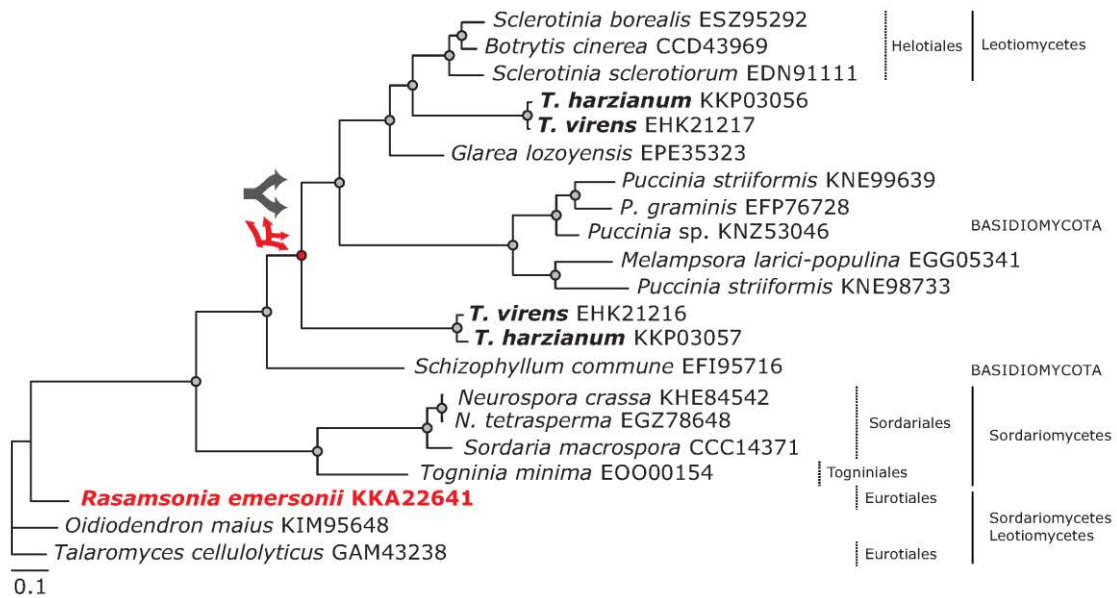 Sclerotinia borealis ESZ95292
Botrytis cinerea CCD43969
Helotiales
Leotiomycetes
Sclerotinia sclerotiorum EDN91111
T. harzianum KKP03056
T. virens EHK21217
Glarea lozoyensis EPE35323
Puccinia striiformis KNE99639
P. graminis EFP76728
Puccinia sp. KNZ53046
BASIDIOMYCOTA
Melampsora larici-populina EGG05341
Puccinia striiformis KNE98733
T. virens EHK21216
T. harzianum KKP03057
Schizophyllum commune EFI95716
BASIDIOMYCOTA
Neurospora crassa KHE84542
N. tetrasperma EGZ78648
Sordariales
Sordaria macrospora CCC14371
Sordariomycetes
Togninia minima EOO00154
Togniniales
Rasamsonia emersonii KKA22641
Eurotiales
Oidiodendron maius KIM95648
Sordariomycetes
Leotiomycetes
Talaromyces cellulolyticus GAM43238
Eurotiales
0.1